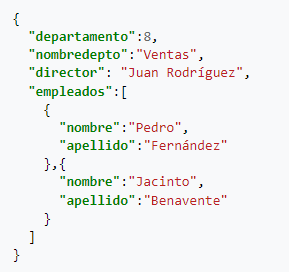 {
"departamento":8,
"nombredepto":"Ventas",
"director": "Juan Rodríguez",
"empleados":[
{
"nombre":"Pedro",
"apellido":"Fernández"
},{
"nombre":"Jacinto",
"apellido":"Benavente"
}
]
}